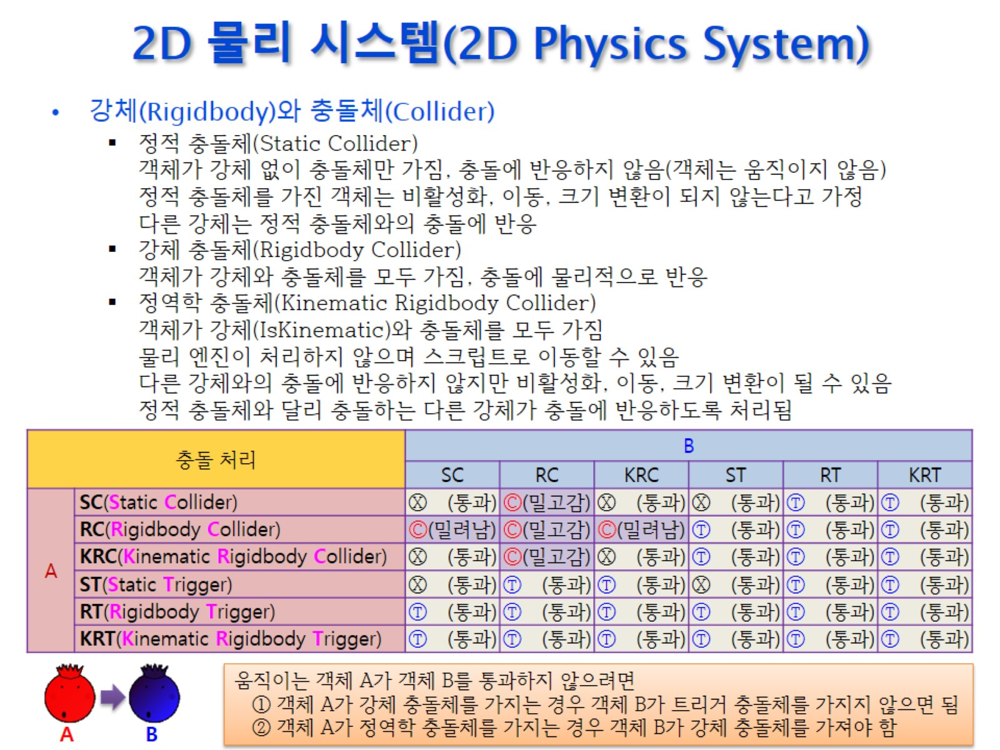 2D 물리 시스템(2D Physics System)
• 강체(Rigidbody)와 충돌체(Collider)
▪ 정적 충돌체(Static Collider)
객체가 강체 없이 충돌체만 가짐, 충돌에 반응하지 않음(객체는 움직이지 않음)
정적 충돌체를 가진 객체는 비활성화, 이동, 크기 변환이 되지 않는다고 가정
다른 강체는 정적 충돌체와의 충돌에 반응
▪ 강체 충돌체(Rigidbody Collider)
객체가 강체와 충돌체를 모두 가짐, 충돌에 물리적으로 반응
▪ 정역학 충돌체(Kinematic Rigidbody Collider)
객체가 강체(IsKinematic)와 충돌체를 모두 가짐
물리 엔진이 처리하지 않으며 스크립트로 이동할 수 있음
다른 강체와의 충돌에 반응하지 않지만 비활성화, 이동, 크기 변환이 될 수 있음
정적 충돌체와 달리 충돌하는 다른 강체가 충돌에 반응하도록 처리됨
충돌 처리 B
SC RC KRC ST RT KRT
A
SC(Static Collider) Ⓧ (통과) Ⓒ(밀고감) Ⓧ (통과) Ⓧ (통과) Ⓣ (통과) Ⓣ (통과)
RC(Rigidbody Collider) Ⓒ(밀려남) Ⓒ(밀고감) Ⓒ(밀려남) Ⓣ (통과) Ⓣ (통과) Ⓣ (통과)
KRC(Kinematic Rigidbody Collider) Ⓧ (통과) Ⓒ(밀고감) Ⓧ (통과) Ⓣ (통과) Ⓣ (통과) Ⓣ (통과)
ST(Static Trigger) Ⓧ (통과) Ⓣ (통과) Ⓣ (통과) Ⓧ (통과) Ⓣ (통과) Ⓣ (통과)
RT(Rigidbody Trigger) Ⓣ (통과) Ⓣ (통과) Ⓣ (통과) Ⓣ (통과) Ⓣ (통과) Ⓣ (통과)
KRT(Kinematic Rigidbody Trigger) Ⓣ (통과) Ⓣ (통과) Ⓣ (통과) Ⓣ (통과) Ⓣ (통과) Ⓣ (통과)
A B
움직이는 객체 A가 객체 B를 통과하지 않으려면
① 객체 A가 강체 충돌체를 가지는 경우 객체 B가 트리거 충돌체를 가지지 않으면 됨
② 객체 A가 정역학 충돌체를 가지는 경우 객체 B가 강체 충돌체를 가져야 함